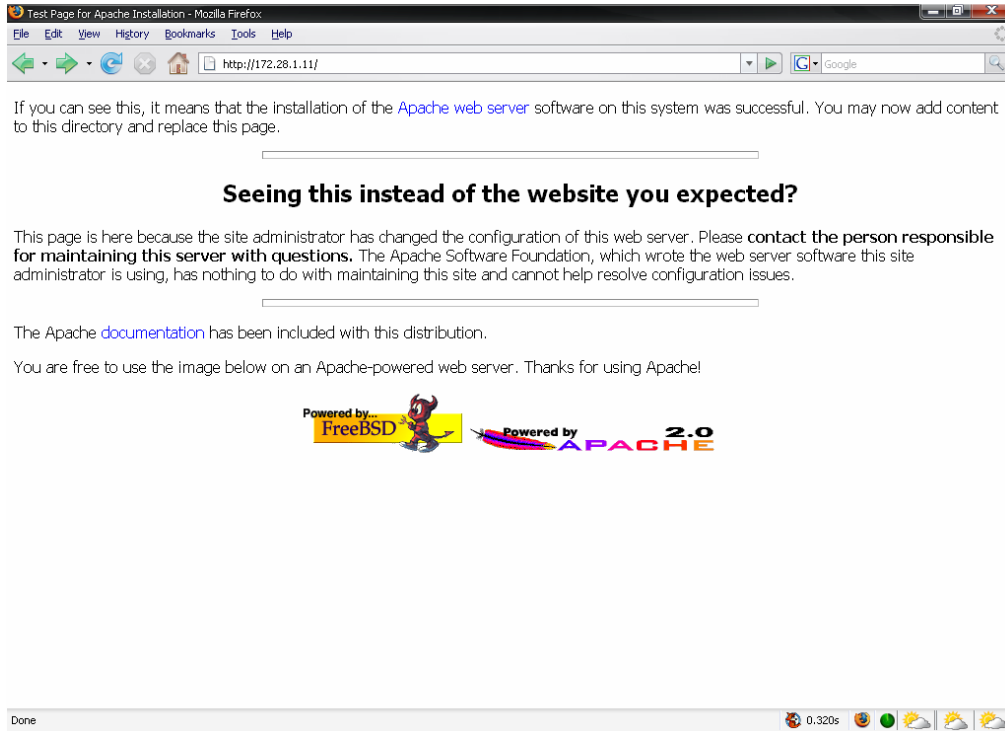 Test Page for Apache Installation - Mozilla Firefox
File Edit View History Bookmarks Tools Help
http://172.28.1.11/
G Google
If you can see this, it means that the installation of the Apache web server software on this system was successful. You may now add content
to this directory and replace this page.
Seeing this instead of the website you expected?
This page is here because the site administrator has changed the configuration of this web server. Please contact the person responsible
for maintaining this server with questions. The Apache Software Foundation, which wrote the web server software this site
administrator is using, has nothing to do with maintaining this site and cannot help resolve configuration issues.
The Apache documentation has been included with this distribution.
You are free to use the image below on an Apache-powered web server. Thanks for using Apache!
Powered by...
FreeBSD
Powered by 2.0
APACHE
Done 0.320s